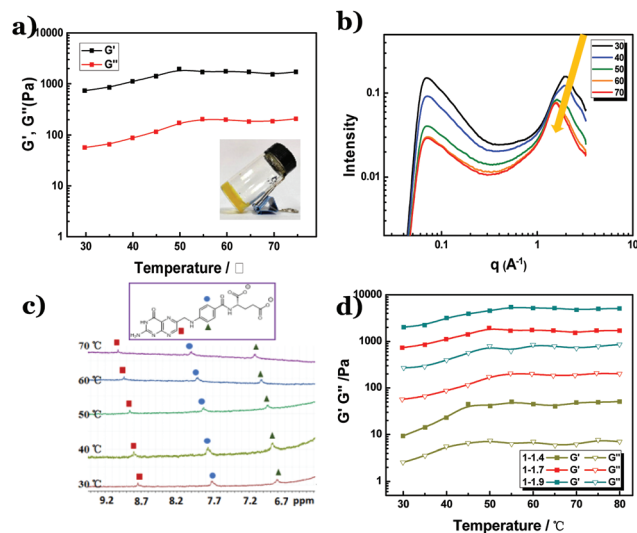 a)
G', G''(Pa)
10000
1000
100
10
1
G'
G''
30 40 50 60 70 80
Temperature / □
b)
Intensity
0.1
0.01
30
40
50
60
70
0.1 1 10
q (A⁻¹)
c)
70℃
60℃
50℃
40℃
30℃
9.2 8.7 8.2 7.7 7.2 6.7 ppm
d)
G' G'' /Pa
10000
1000
100
10
1
1-1.4 G' G''
1-1.7 G' G''
1-1.9 G' G''
30 40 50 60 70 80
Temperature / ℃